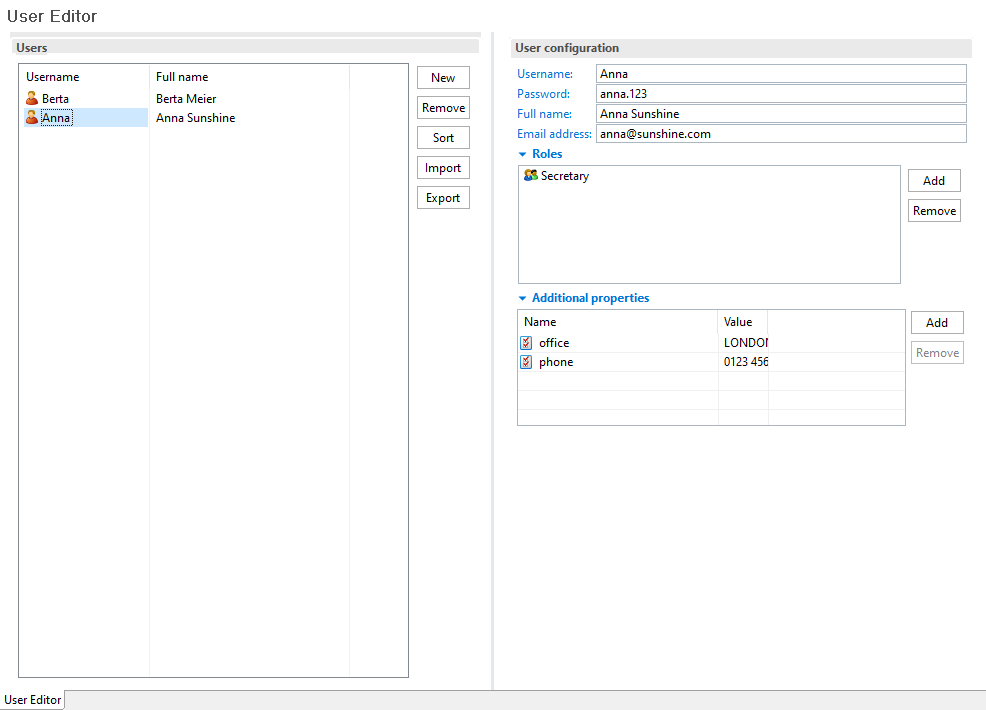 User Editor
Users
Username Full name
Berta Berta Meier
Anna Anna Sunshine
New
Remove
Sort
Import
Export
User configuration
Username: Anna
Password: anna.123
Full name: Anna Sunshine
Email address: anna@sunshine.com
Roles
Secretary
Add
Remove
Additional properties
Name Value
office LONDON
phone 0123 456
Add
Remove
User Editor